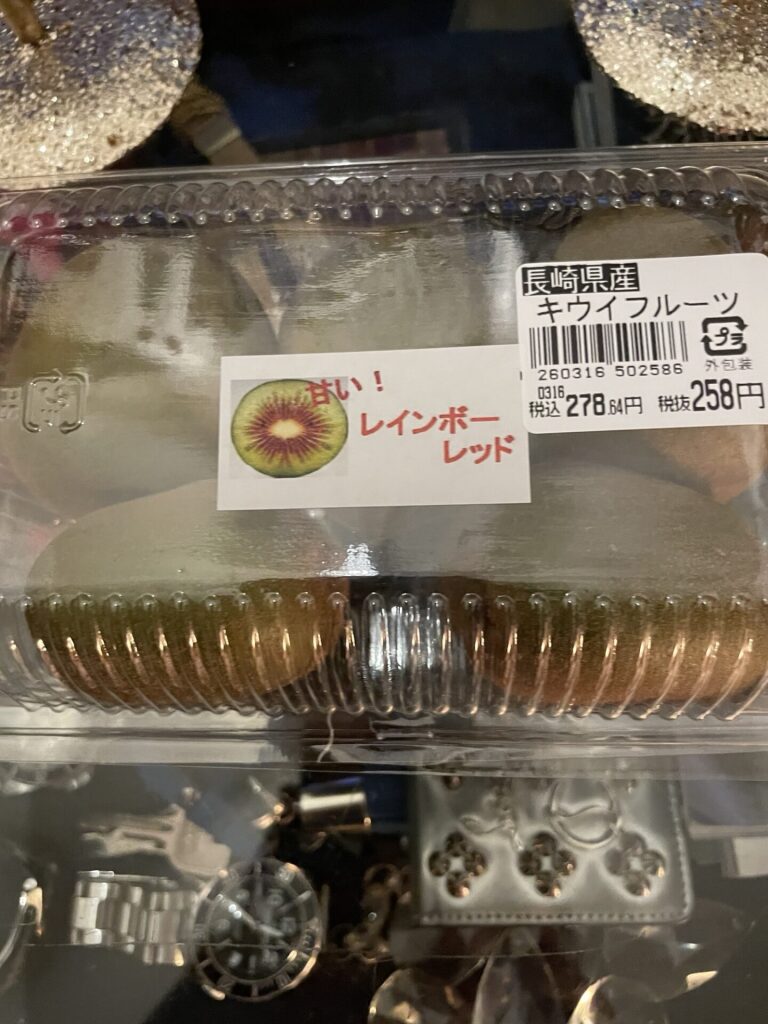 長崎県産
キウイフルーツ
260316 502586
プラ
外包装
0316
税込 278.64円 税抜 258円
甘い!
レインボー
レッド